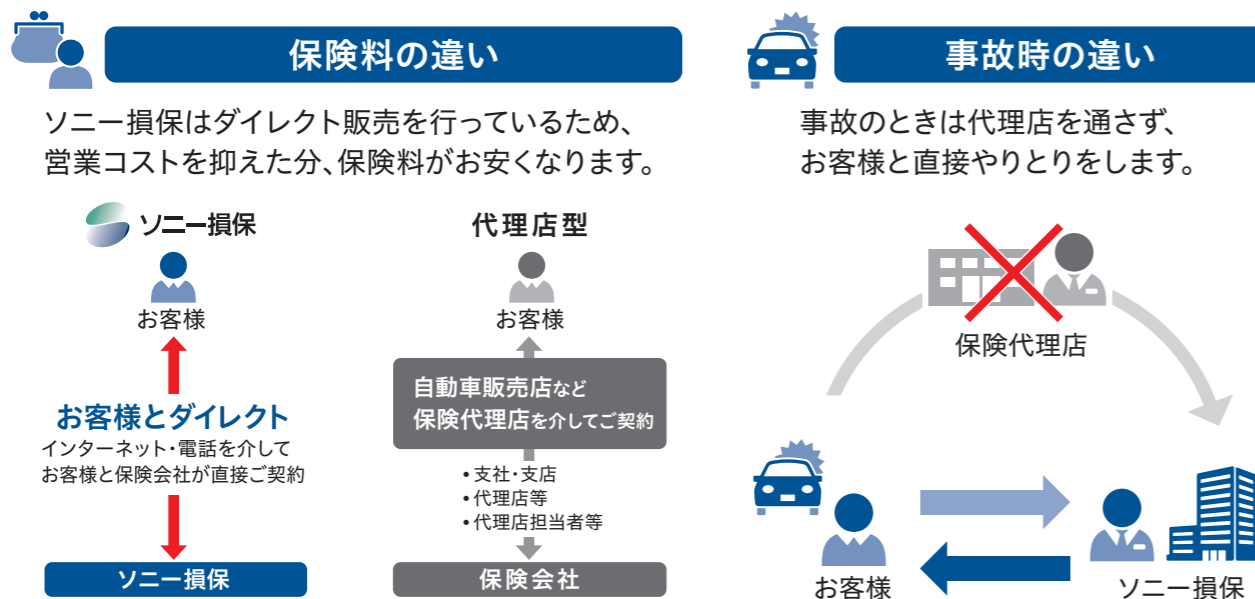 保険料の違い
ソニー損保はダイレクト販売を行っているため、
営業コストを抑えた分、保険料がお安くなります。
ソニー損保
お客様
お客様とダイレクト
インターネット・電話を介して
お客様と保険会社が直接ご契約
ソニー損保
代理店型
お客様
自動車販売店など
保険代理店を介してご契約
•支社・支店
•代理店等
•代理店担当者等
保険会社
事故時の違い
事故のときは代理店を通さず、
お客様と直接やりとりをします。
保険代理店
お客様
ソニー損保